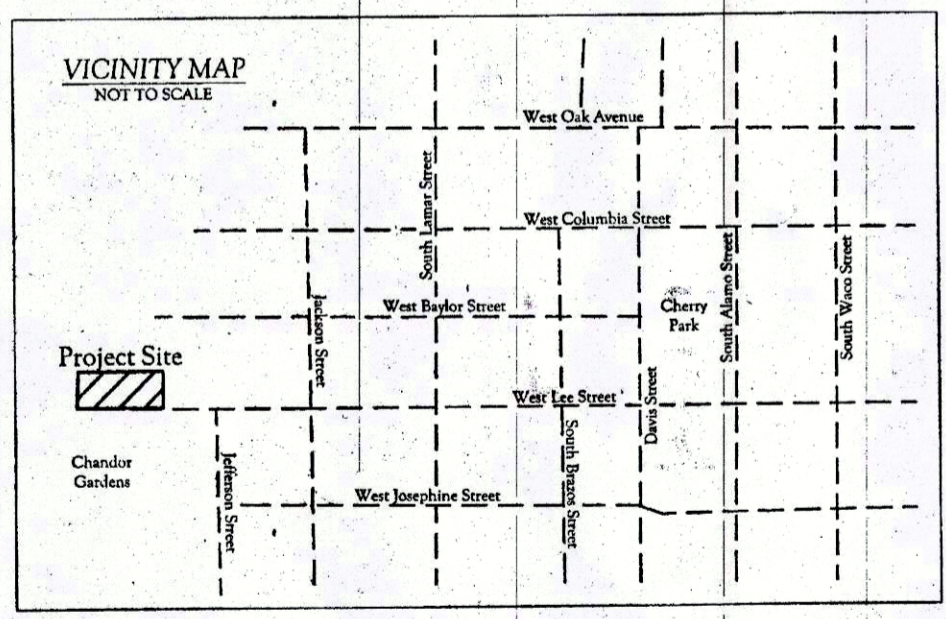 VICINITY MAP
NOT TO SCALE
West Oak Avenue
South Lamar Street
West Columbia Street
South Alamo Street
South Waco Street
Jackson Street
West Baylor Street
Cherry
Park
Project Site
West Lee Street
Davis Street
Chandor
Gardens
Jefferson Street
South Brazos Street
West Josephine Street